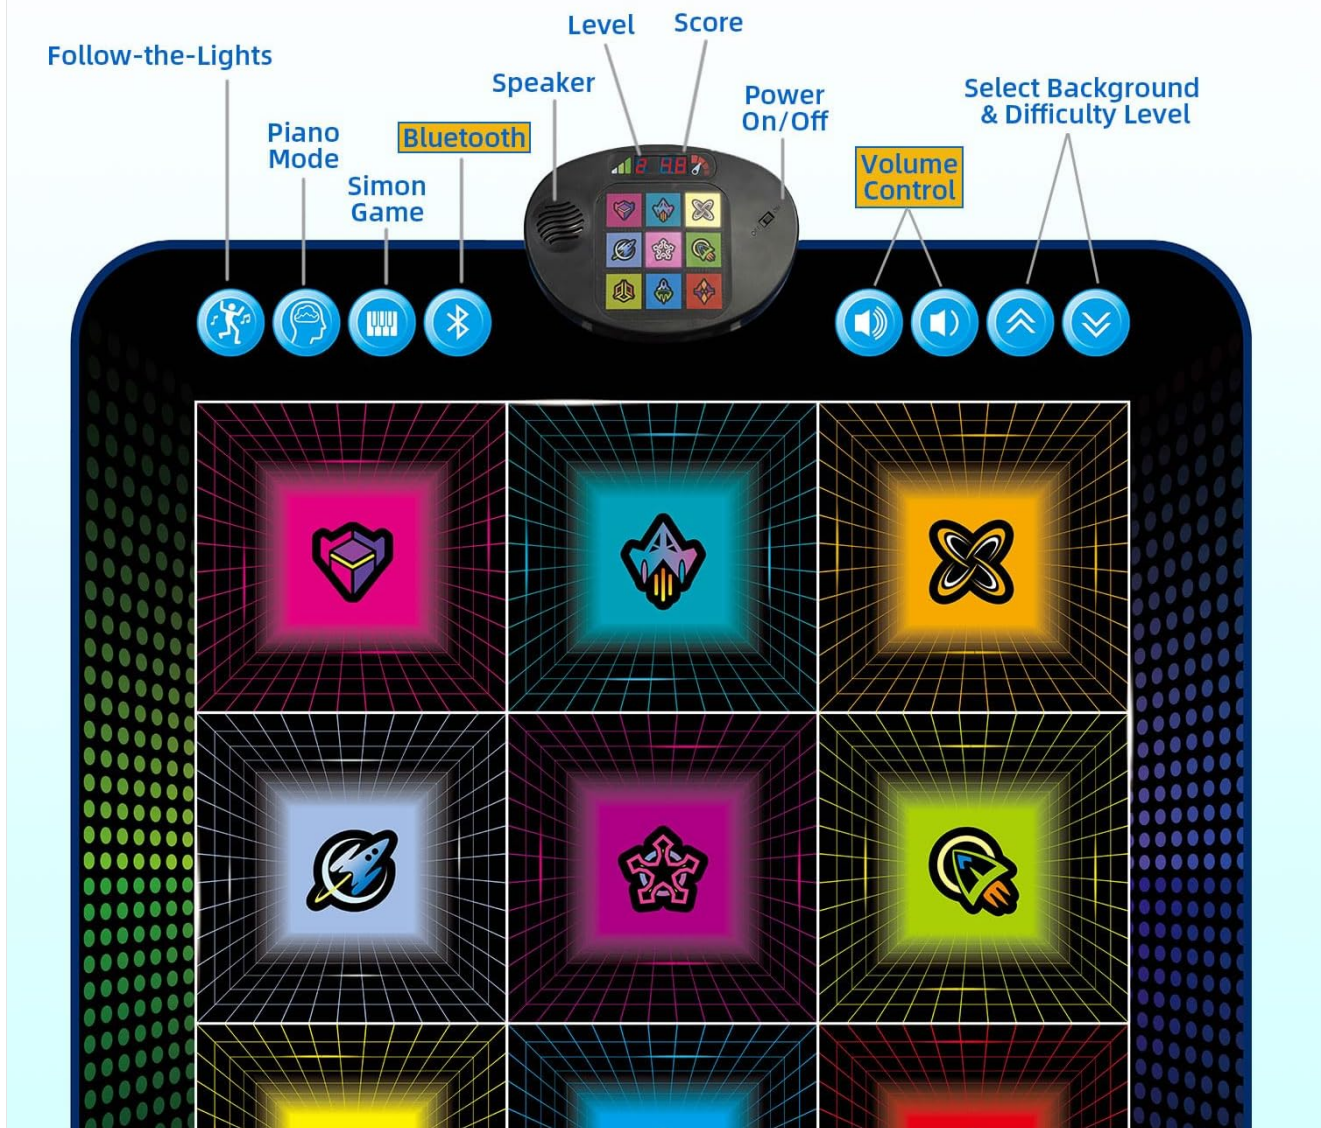 Level
Score
Follow-the-Lights
Speaker
Select Background
& Difficulty Level
Power
On/Off
Piano
Mode
Bluetooth
Volume
Control
Simon
Game